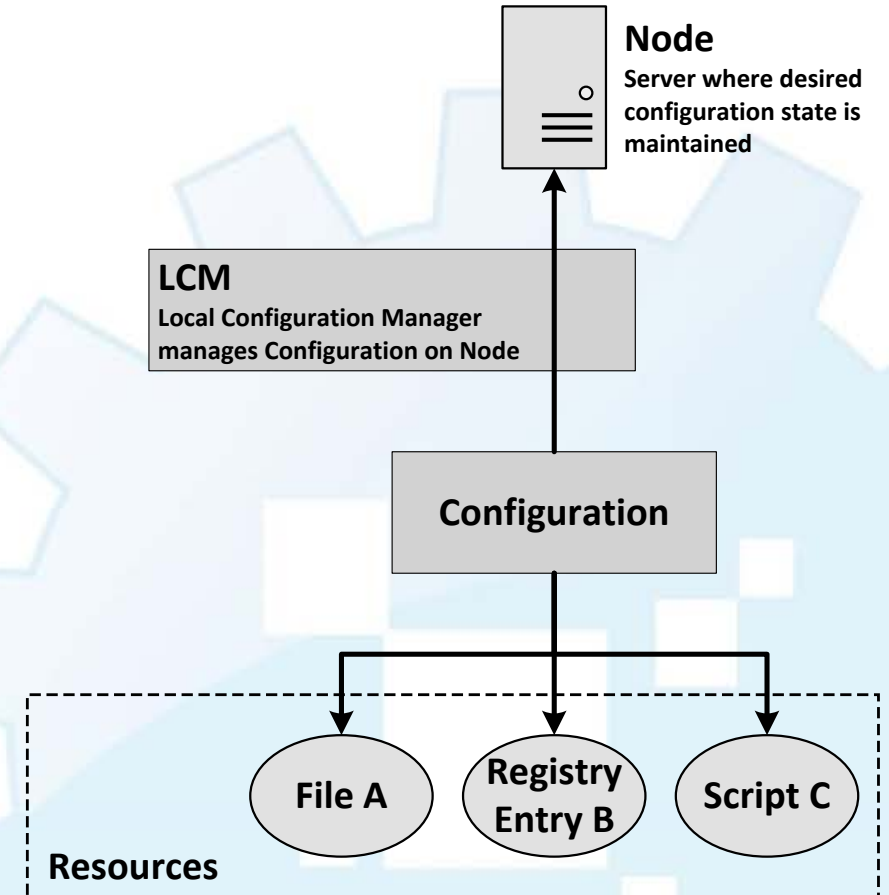 Node
Server where desired
configuration state is
maintained
LCM
Local Configuration Manager
manages Configuration on Node
Configuration
File A
Registry
Entry B
Script C
Resources